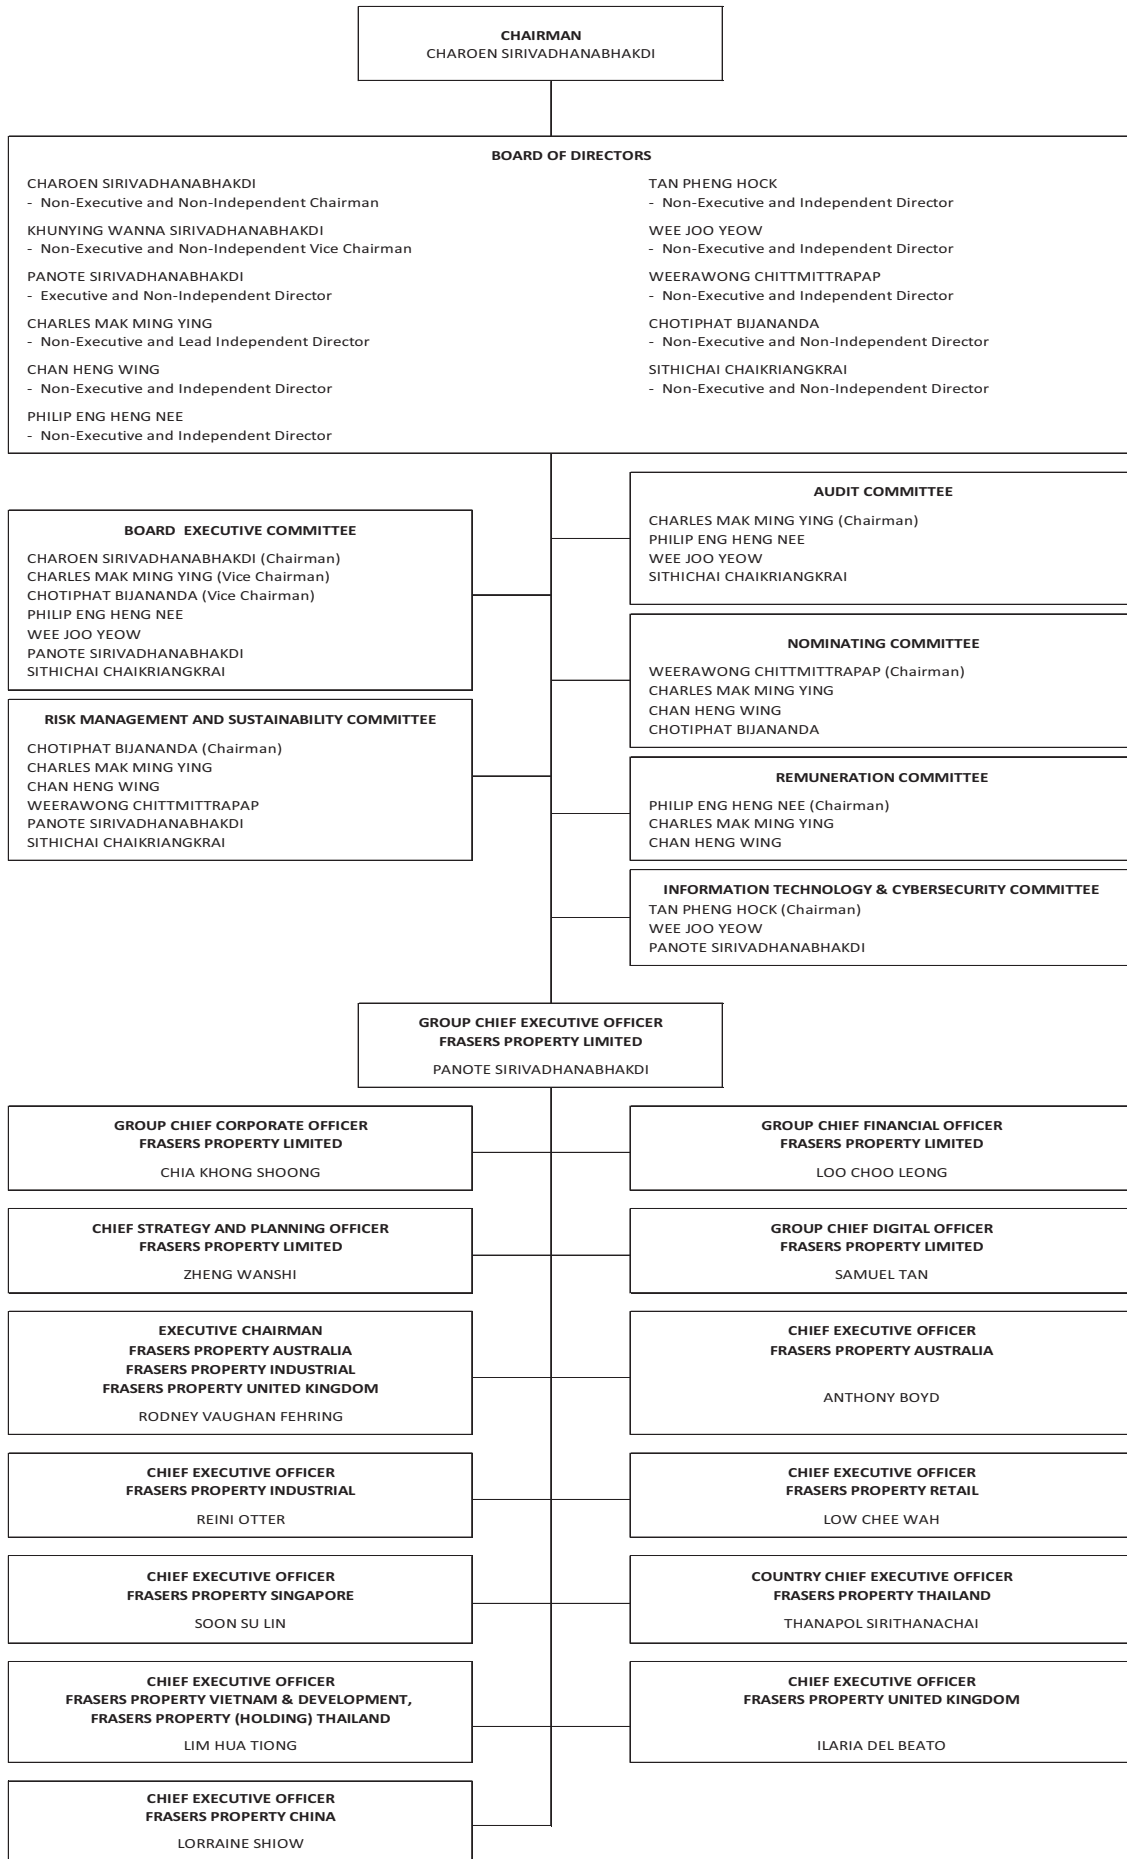 CHAIRMAN
CHAROEN SIRIVADHANABHAKDI
BOARD OF DIRECTORS
CHAROEN SIRIVADHANABHAKDI
- Non-Executive and Non-Independent Chairman
KHUNYING WANNA SIRIVADHANABHAKDI
- Non-Executive and Non-Independent Vice Chairman
PANOTE SIRIVADHANABHAKDI
- Executive and Non-Independent Director
CHARLES MAK MING YING
- Non-Executive and Lead Independent Director
CHAN HENG WING
- Non-Executive and Independent Director
PHILIP ENG HENG NEE
- Non-Executive and Independent Director
TAN PHENG HOCK
- Non-Executive and Independent Director
WEE JOO YEOW
- Non-Executive and Independent Director
WEERAWONG CHITTMITTRAPAP
- Non-Executive and Independent Director
CHOTIPHAT BIJANANDA
- Non-Executive and Non-Independent Director
SITHICHAI CHAIKRIANGKRAI
- Non-Executive and Non-Independent Director
BOARD EXECUTIVE COMMITTEE
CHAROEN SIRIVADHANABHAKDI (Chairman)
CHARLES MAK MING YING (Vice Chairman)
CHOTIPHAT BIJANANDA (Vice Chairman)
PHILIP ENG HENG NEE
WEE JOO YEOW
PANOTE SIRIVADHANABHAKDI
SITHICHAI CHAIKRIANGKRAI
RISK MANAGEMENT AND SUSTAINABILITY COMMITTEE
CHOTIPHAT BIJANANDA (Chairman)
CHARLES MAK MING YING
CHAN HENG WING
WEERAWONG CHITTMITTRAPAP
PANOTE SIRIVADHANABHAKDI
SITHICHAI CHAIKRIANGKRAI
AUDIT COMMITTEE
CHARLES MAK MING YING (Chairman)
PHILIP ENG HENG NEE
WEE JOO YEOW
SITHICHAI CHAIKRIANGKRAI
NOMINATING COMMITTEE
WEERAWONG CHITTMITTRAPAP (Chairman)
CHARLES MAK MING YING
CHAN HENG WING
CHOTIPHAT BIJANANDA
REMUNERATION COMMITTEE
PHILIP ENG HENG NEE (Chairman)
CHARLES MAK MING YING
CHAN HENG WING
INFORMATION TECHNOLOGY & CYBERSECURITY COMMITTEE
TAN PHENG HOCK (Chairman)
WEE JOO YEOW
PANOTE SIRIVADHANABHAKDI
GROUP CHIEF EXECUTIVE OFFICER
FRASERS PROPERTY LIMITED
PANOTE SIRIVADHANABHAKDI
GROUP CHIEF CORPORATE OFFICER
FRASERS PROPERTY LIMITED
CHIA KHONG SHOONG
GROUP CHIEF FINANCIAL OFFICER
FRASERS PROPERTY LIMITED
LOO CHOO LEONG
CHIEF STRATEGY AND PLANNING OFFICER
FRASERS PROPERTY LIMITED
ZHENG WANSHI
GROUP CHIEF DIGITAL OFFICER
FRASERS PROPERTY LIMITED
SAMUEL TAN
EXECUTIVE CHAIRMAN
FRASERS PROPERTY AUSTRALIA
FRASERS PROPERTY INDUSTRIAL
FRASERS PROPERTY UNITED KINGDOM
RODNEY VAUGHAN FEHRING
CHIEF EXECUTIVE OFFICER
FRASERS PROPERTY AUSTRALIA
ANTHONY BOYD
CHIEF EXECUTIVE OFFICER
FRASERS PROPERTY INDUSTRIAL
REINI OTTER
CHIEF EXECUTIVE OFFICER
FRASERS PROPERTY RETAIL
LOW CHEE WAH
CHIEF EXECUTIVE OFFICER
FRASERS PROPERTY SINGAPORE
SOON SU LIN
COUNTRY CHIEF EXECUTIVE OFFICER
FRASERS PROPERTY THAILAND
THANAPOL SIRITHANACHAI
CHIEF EXECUTIVE OFFICER
FRASERS PROPERTY VIETNAM & DEVELOPMENT,
FRASERS PROPERTY (HOLDING) THAILAND
LIM HUA TIONG
CHIEF EXECUTIVE OFFICER
FRASERS PROPERTY UNITED KINGDOM
ILARIA DEL BEATO
CHIEF EXECUTIVE OFFICER
FRASERS PROPERTY CHINA
LORRAINE SHIOW